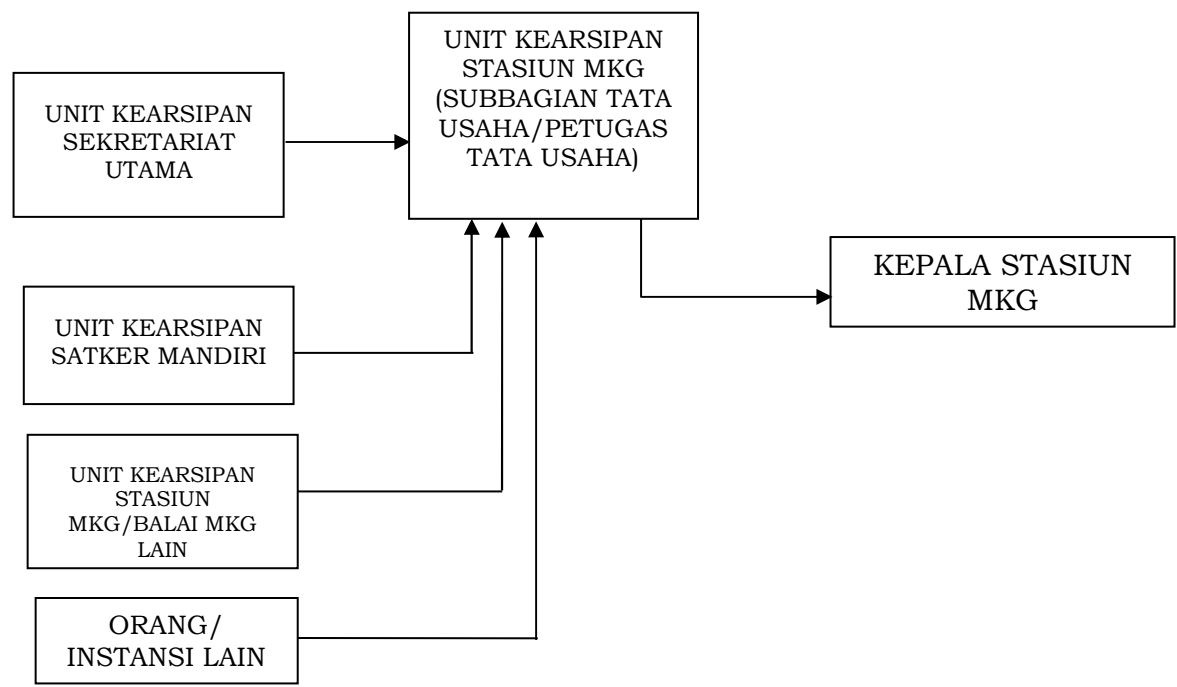 UNIT KEARSIPAN
STASIUN MKG
(SUBBAGIAN TATA
USAHA/PETUGAS
TATA USAHA)
UNIT KEARSIPAN
SEKRETARIAT
UTAMA
KEPALA STASIUN
MKG
UNIT KEARSIPAN
SATKER MANDIRI
UNIT KEARSIPAN
STASIUN
MKG/BALAI MKG
LAIN
ORANG/
INSTANSI LAIN